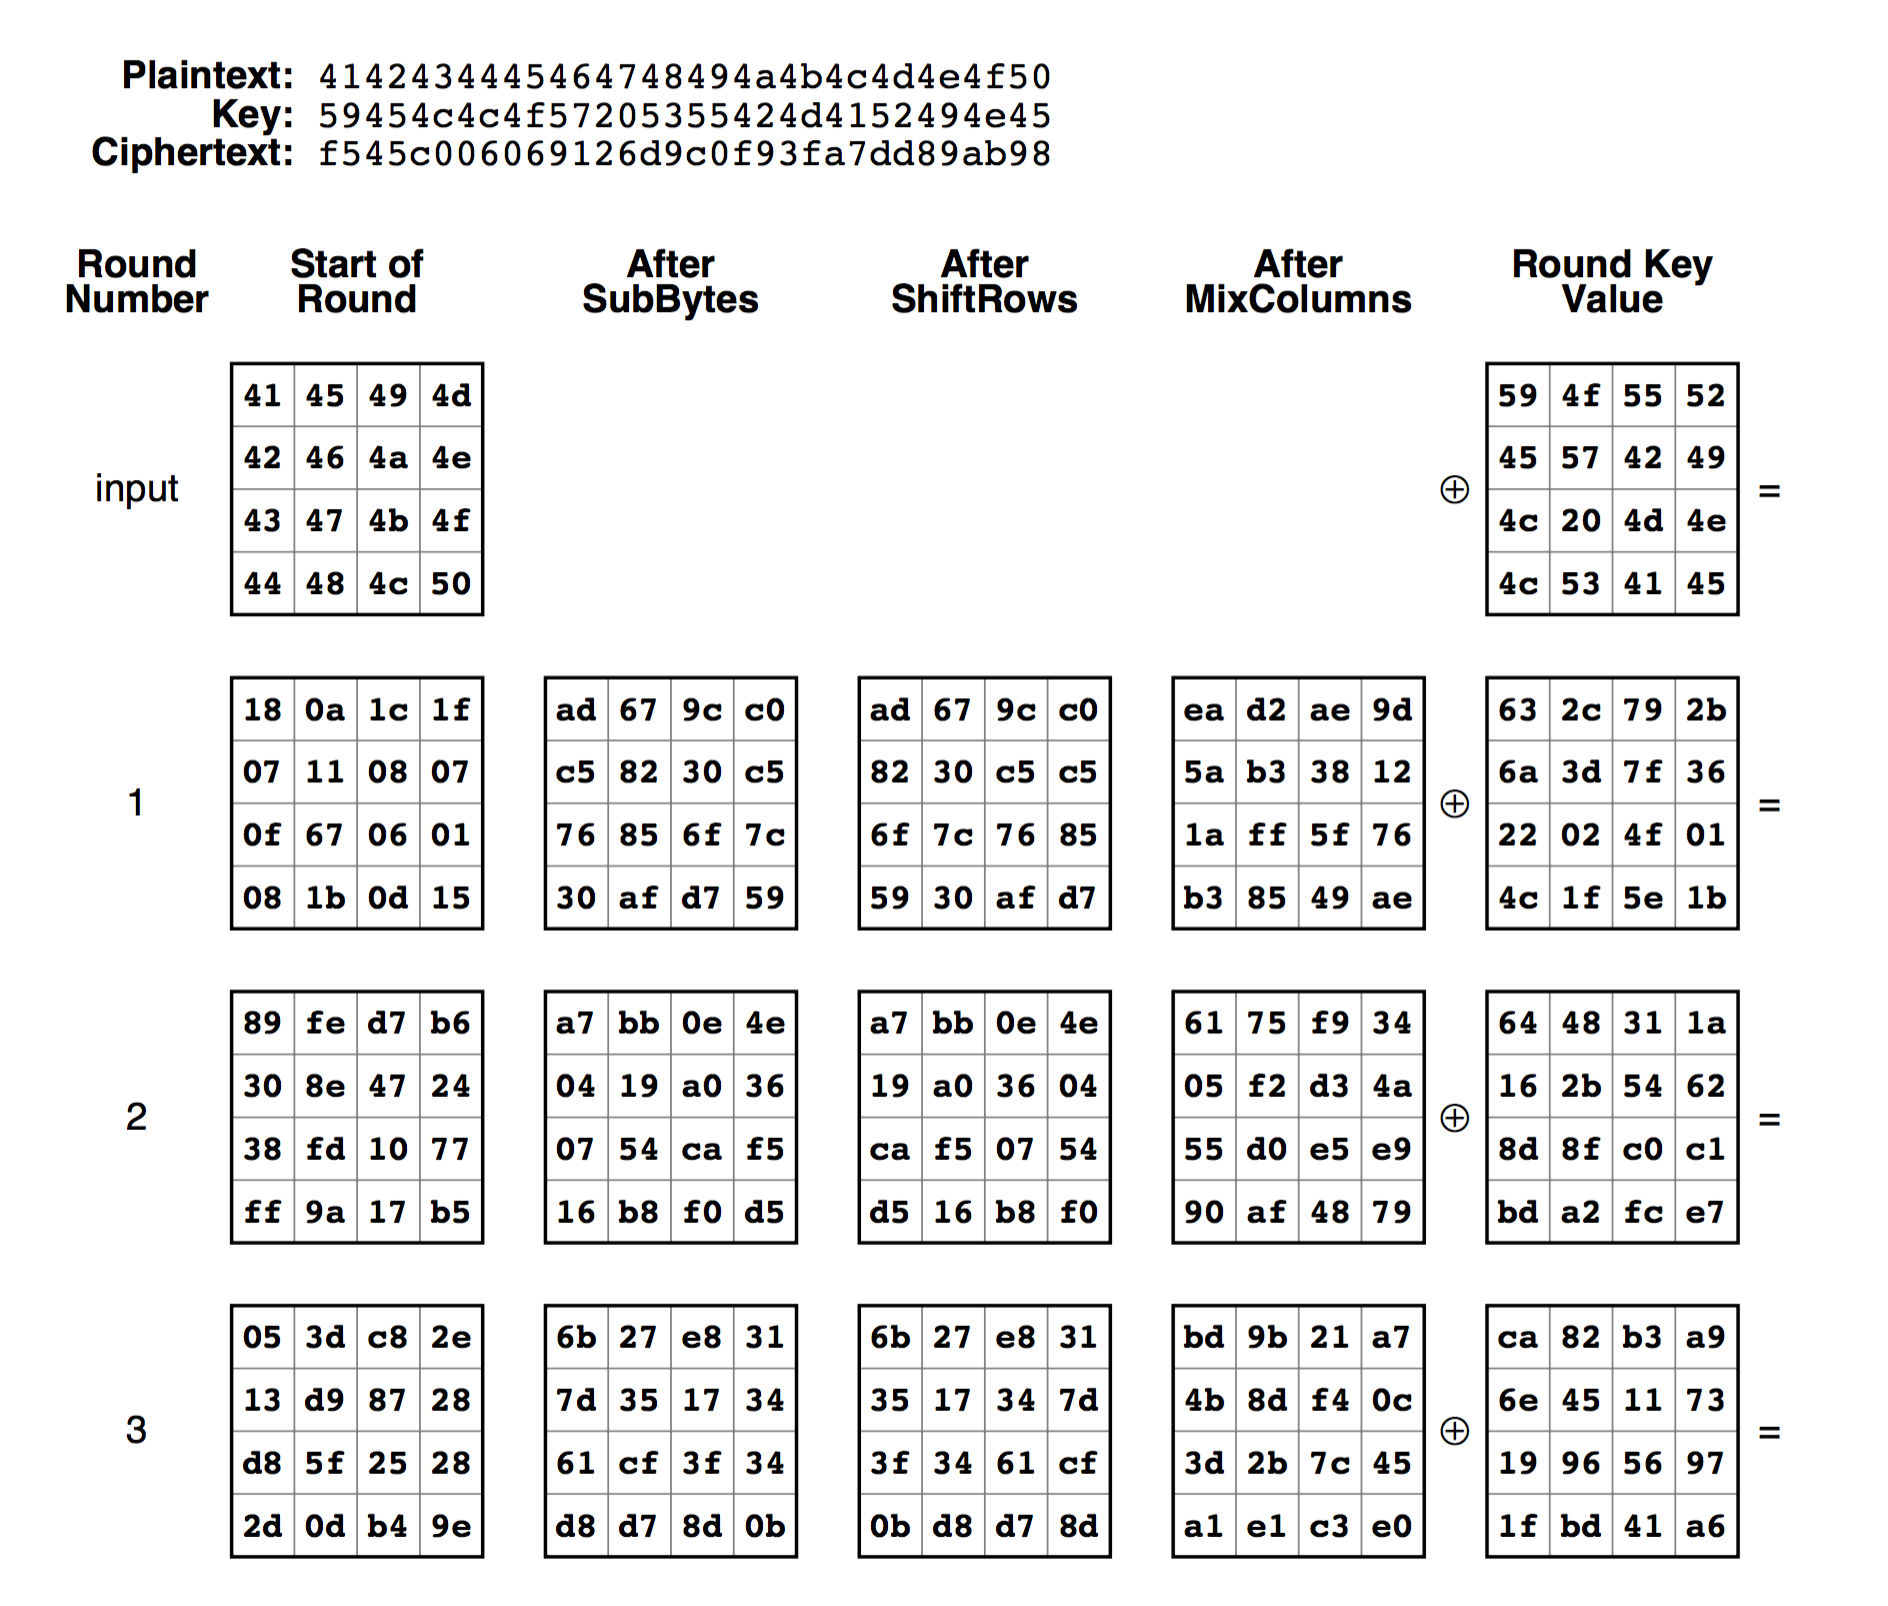 Plaintext: 4142434445464748494a4b4c4d4e4f50
Key: 59454c4c4f57205355424d4152494e45
Ciphertext: f545c006069126d9c0f93fa7dd89ab98
Round Number Start of Round After SubBytes After ShiftRows After MixColumns Round Key Value
41 45 49 4d 59 4f 55 52
42 46 4a 4e 45 57 42 49
input ⊕ =
43 47 4b 4f 4c 20 4d 4e
44 48 4c 50 4c 53 41 45
18 0a 1c 1f ad 67 9c c0 ad 67 9c c0 ea d2 ae 9d 63 2c 79 2b
07 11 08 07 c5 82 30 c5 82 30 c5 c5 5a b3 38 12 6a 3d 7f 36
1 ⊕ =
0f 67 06 01 76 85 6f 7c 6f 7c 76 85 1a ff 5f 76 22 02 4f 01
08 1b 0d 15 30 af d7 59 59 30 af d7 b3 85 49 ae 4c 1f 5e 1b
89 fe d7 b6 a7 bb 0e 4e a7 bb 0e 4e 61 75 f9 34 64 48 31 1a
30 8e 47 24 04 19 a0 36 19 a0 36 04 05 f2 d3 4a 16 2b 54 62
2 ⊕ =
38 fd 10 77 07 54 ca f5 ca f5 07 54 55 d0 e5 e9 8d 8f c0 c1
ff 9a 17 b5 16 b8 f0 d5 d5 16 b8 f0 90 af 48 79 bd a2 fc e7
05 3d c8 2e 6b 27 e8 31 6b 27 e8 31 bd 9b 21 a7 ca 82 b3 a9
13 d9 87 28 7d 35 17 34 35 17 34 7d 4b 8d f4 0c 6e 45 11 73
3 ⊕ =
d8 5f 25 28 61 cf 3f 34 3f 34 61 cf 3d 2b 7c 45 19 96 56 97
2d 0d b4 9e d8 d7 8d 0b 0b d8 d7 8d a1 e1 c3 e0 1f bd 41 a6